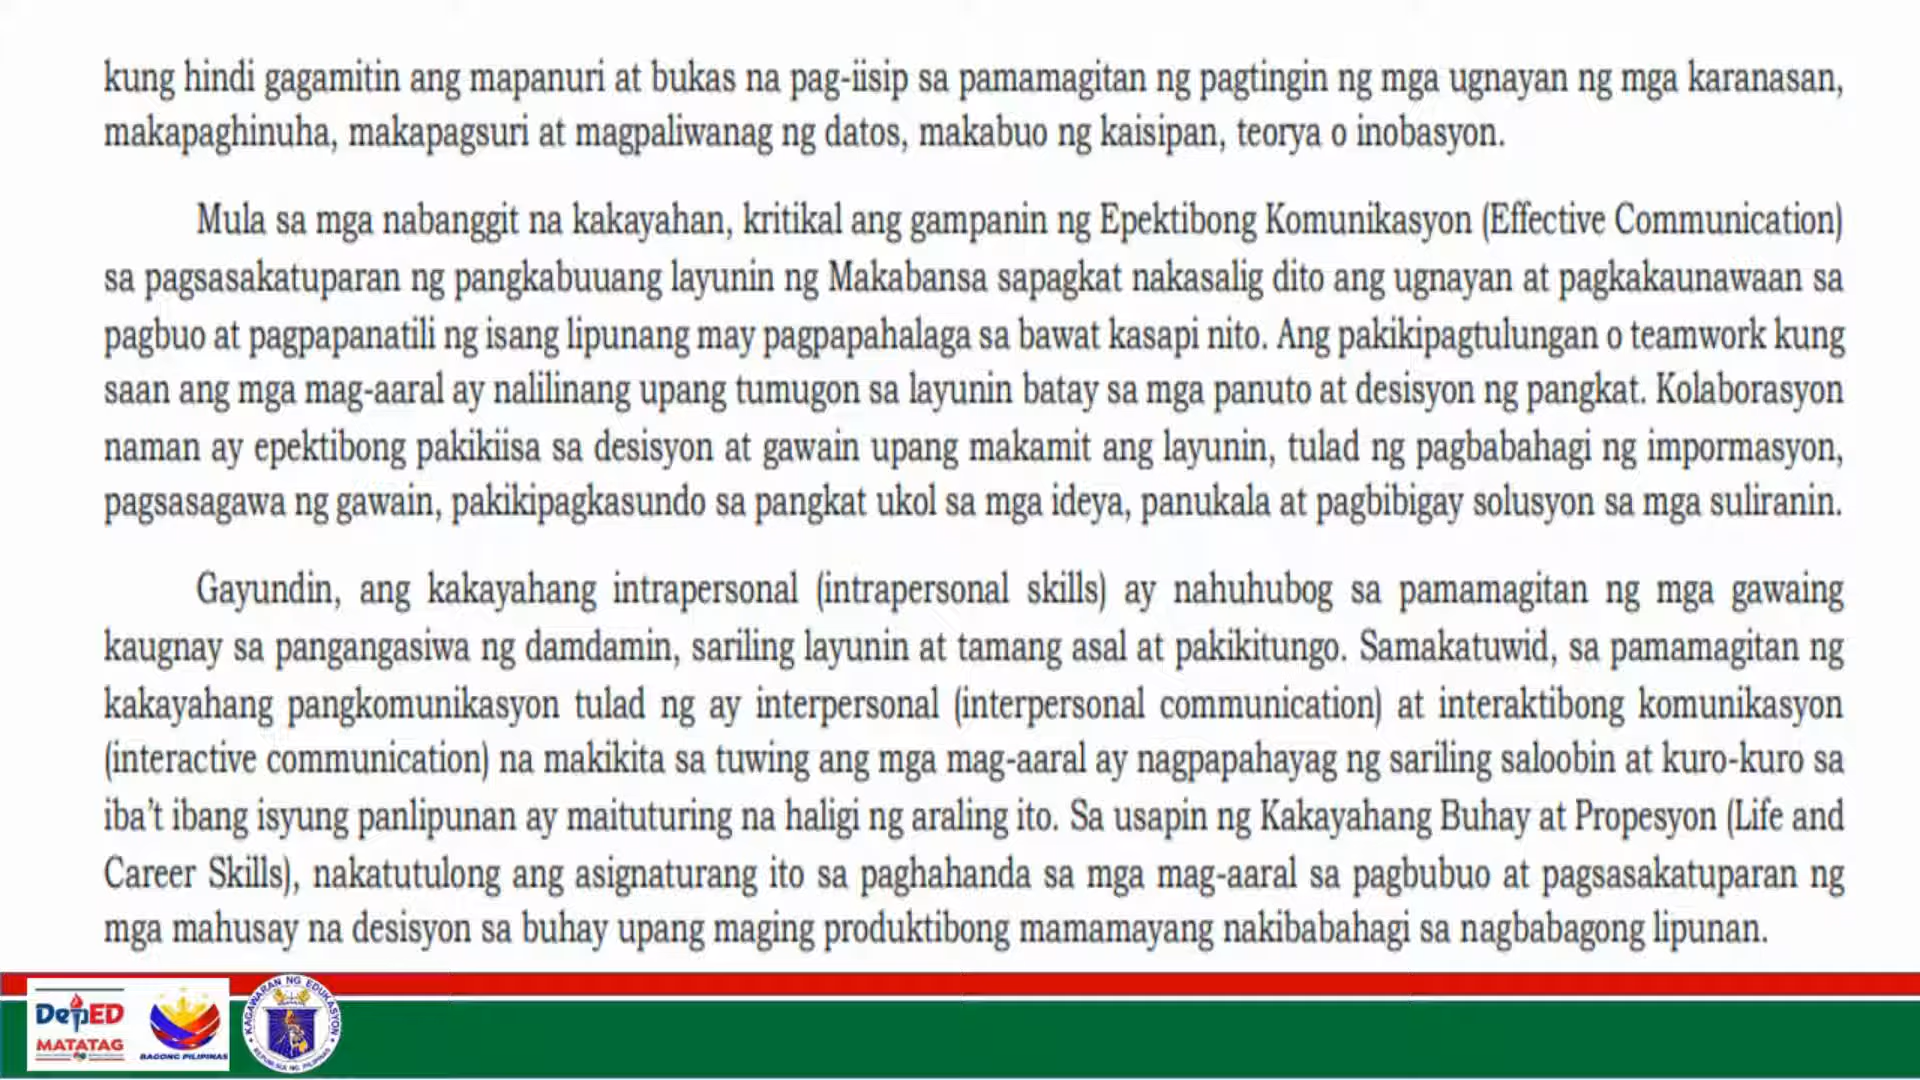 kung hindi gagamitin ang mapanuri at bukas na pag-iisip sa pamamagitan ng pagtingin ng mga ugnayan ng mga karanasan,
makapaghinuha, makapagsuri at magpaliwanag ng datos, makabuo ng kaisipan, teorya o inobasyon.
Mula sa mga nabanggit na kakayahan, kritikal ang gampanin ng Epektibong Komunikasyon (Effective Communication)
sa pagsasakatuparan ng pangkabuuang layunin ng Makabansa sapagkat nakasalig dito ang ugnayan at pagkakaunawaan sa
pagbuo at pagpapanatili ng isang lipunang may pagpapahalaga sa bawat kasapi nito. Ang pakikipagtulungan o teamwork kung
saan ang mga mag-aaral ay nalilinang upang tumugon sa layunin batay sa mga panuto at desisyon ng pangkat. Kolaborasyon
naman ay epektibong pakikiisa sa desisyon at gawain upang makamit ang layunin, tulad ng pagbabahagi ng impormasyon,
pagsasagawa ng gawain, pakikipagkasundo sa pangkat ukol sa mga ideya, panukala at pagbibigay solusyon sa mga suliranin.
Gayundin, ang kakayahang intrapersonal (intrapersonal skills) ay nahuhubog sa pamamagitan ng mga gawaing
kaugnay sa pangangasiwa ng damdamin, sariling layunin at tamang asal at pakikitungo. Samakatuwid, sa pamamagitan ng
kakayahang pangkomunikasyon tulad ng ay interpersonal (interpersonal communication) at interaktibong komunikasyon
(interactive communication) na makikita sa tuwing ang mga mag-aaral ay nagpapahayag ng sariling saloobin at kuro-kuro sa
iba't ibang isyung panlipunan ay maituturing na haligi ng araling ito. Sa usapin ng Kakayahang Buhay at Propesyon (Life and
Career Skills), nakatutulong ang asignaturang ito sa paghahanda sa mga mag-aaral sa pagbubuo at pagsasakatuparan ng
mga mahusay na desisyon sa buhay upang maging produktibong mamamayang nakibabahagi sa nagbabagong lipunan.
DepED
MATATAG
BAGONG PILIPINAS
KAGAWARAN NG EDUKASYON
REPUBLIKA NG PILIPINAS